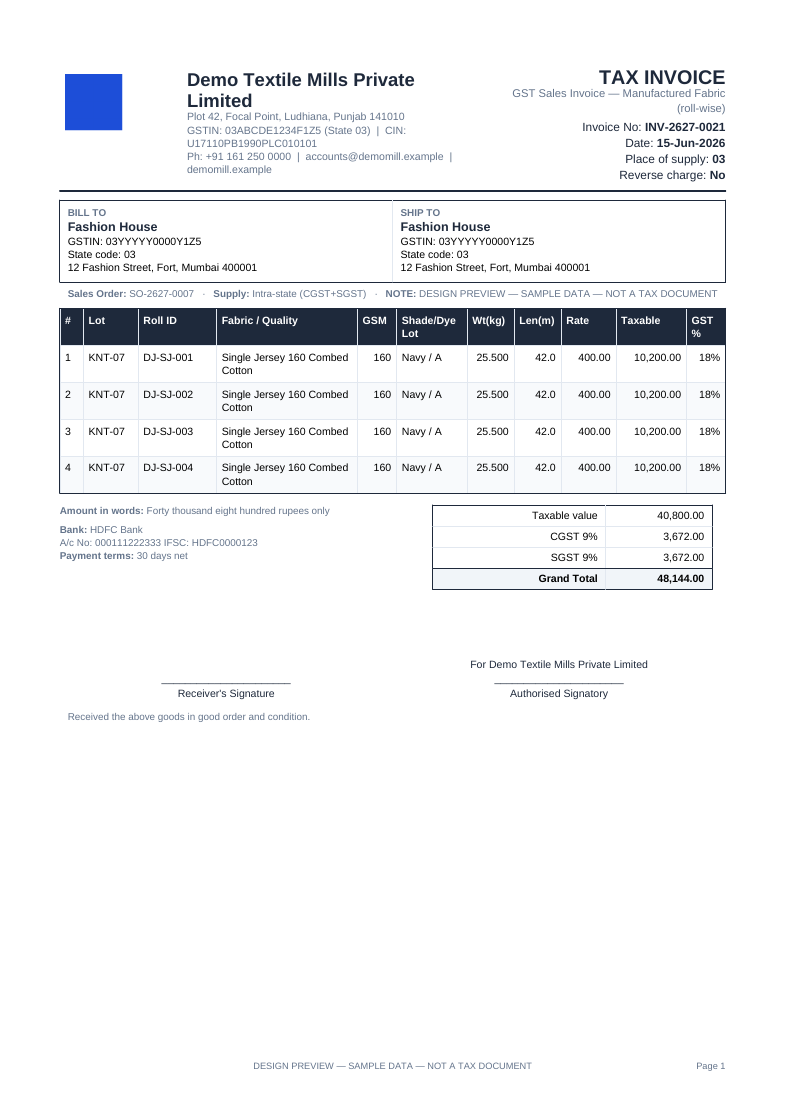 Demo Textile Mills Private
Limited
Plot 42, Focal Point, Ludhiana, Punjab 141010
GSTIN: 03ABCDE1234F1Z5 (State 03) | CIN:
U17110PB1990PLC010101
Ph: +91 161 250 0000 | accounts@demomill.example |
demomill.example
TAX INVOICE
GST Sales Invoice — Manufactured Fabric
(roll-wise)
Invoice No: INV-2627-0021
Date: 15-Jun-2026
Place of supply: 03
Reverse charge: No
BILL TO
Fashion House
GSTIN: 03YYYYY0000Y1Z5
State code: 03
12 Fashion Street, Fort, Mumbai 400001
SHIP TO
Fashion House
GSTIN: 03YYYYY0000Y1Z5
State code: 03
12 Fashion Street, Fort, Mumbai 400001
Sales Order: SO-2627-0007 · Supply: Intra-state (CGST+SGST) · NOTE: DESIGN PREVIEW — SAMPLE DATA — NOT A TAX DOCUMENT
# Lot Roll ID Fabric / Quality GSM Shade/Dye Wt(kg) Len(m) Rate Taxable GST
Lot %
1 KNT-07 DJ-SJ-001 Single Jersey 160 Combed 160 Navy / A 25.500 42.0 400.00 10,200.00 18%
Cotton
2 KNT-07 DJ-SJ-002 Single Jersey 160 Combed 160 Navy / A 25.500 42.0 400.00 10,200.00 18%
Cotton
3 KNT-07 DJ-SJ-003 Single Jersey 160 Combed 160 Navy / A 25.500 42.0 400.00 10,200.00 18%
Cotton
4 KNT-07 DJ-SJ-004 Single Jersey 160 Combed 160 Navy / A 25.500 42.0 400.00 10,200.00 18%
Cotton
Amount in words: Forty thousand eight hundred rupees only
Bank: HDFC Bank
A/c No: 000111222333 IFSC: HDFC0000123
Payment terms: 30 days net
Taxable value 40,800.00
CGST 9% 3,672.00
SGST 9% 3,672.00
Grand Total 48,144.00
For Demo Textile Mills Private Limited
Receiver's Signature
Authorised Signatory
Received the above goods in good order and condition.
DESIGN PREVIEW — SAMPLE DATA — NOT A TAX DOCUMENT
Page 1